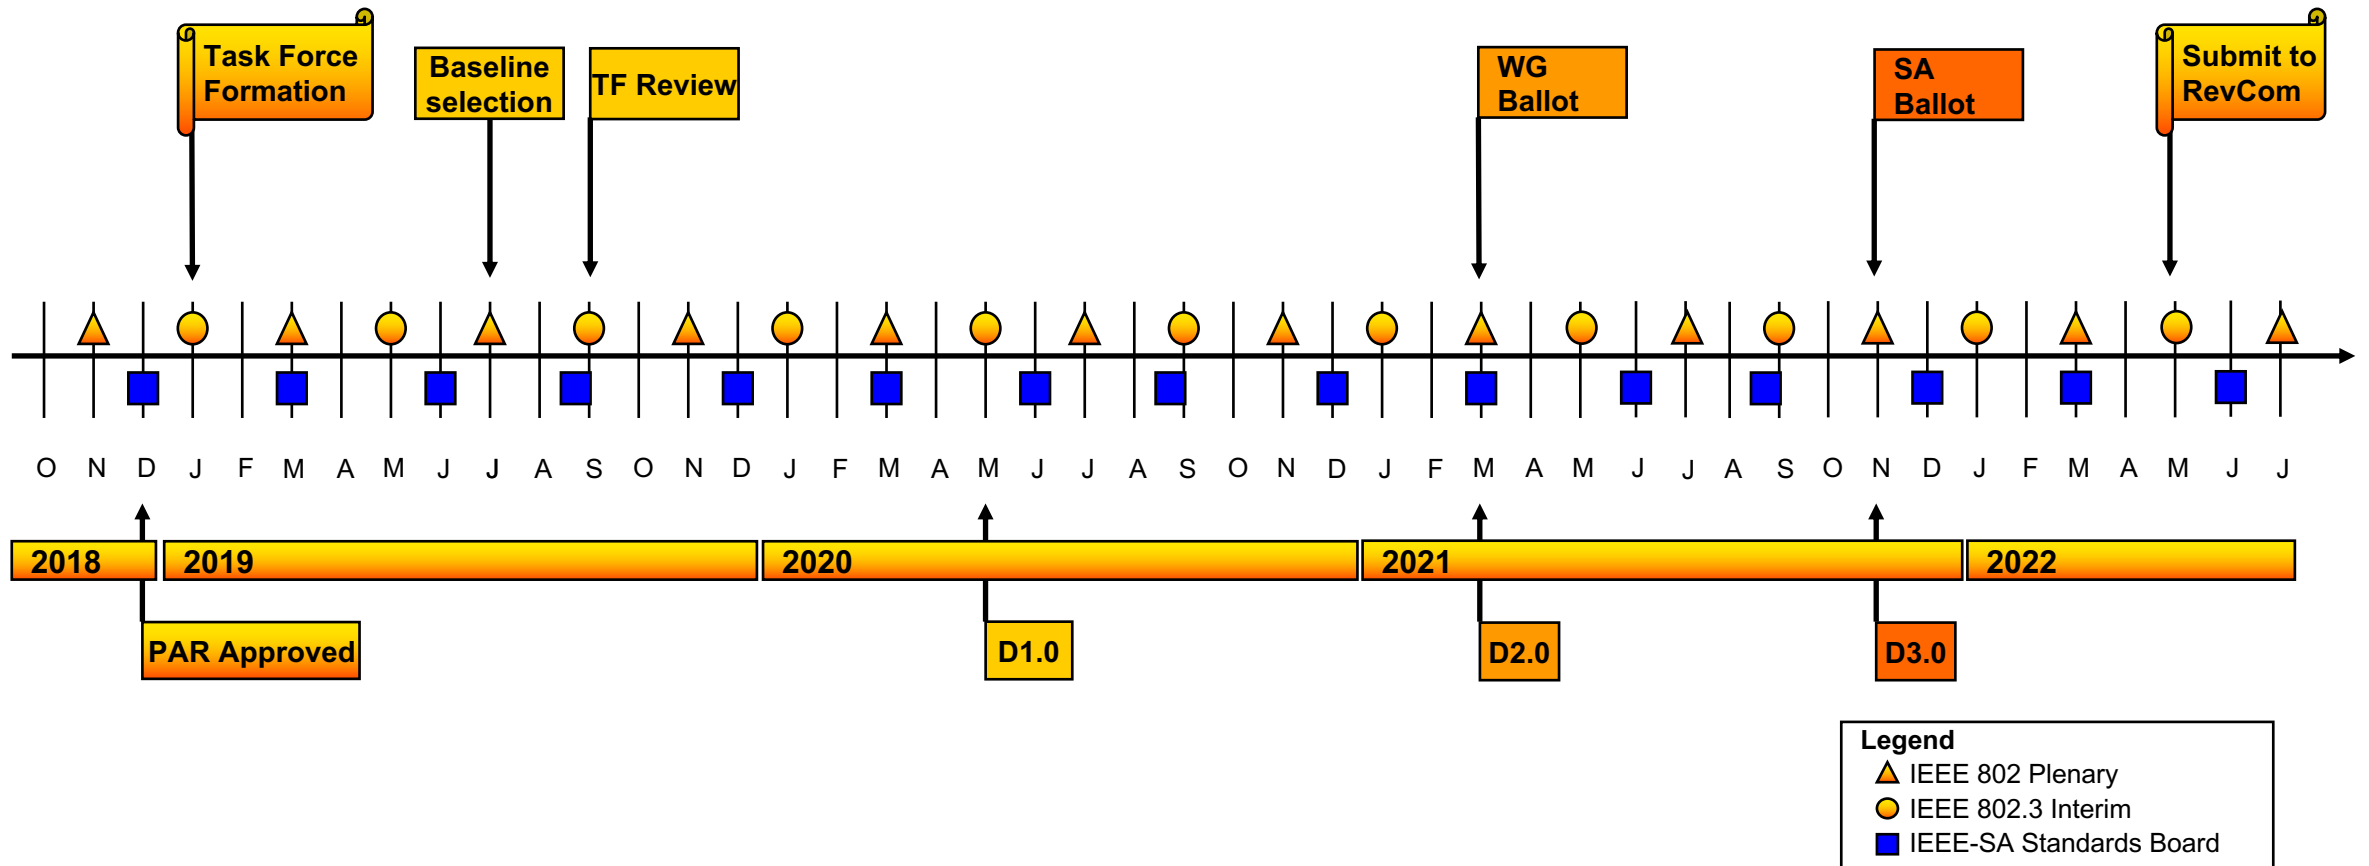 Task Force
Formation
Baseline
selection
TF Review
WG
Ballot
SA
Ballot
Submit to
RevCom
O N D J F M A M J J A S O N D J F M A M J J A S O N D J F M A M J J A S O N D J F M A M J J
2018 2019 2020 2021 2022
PAR Approved
D1.0
D2.0
D3.0
Legend
IEEE 802 Plenary
IEEE 802.3 Interim
IEEE-SA Standards Board